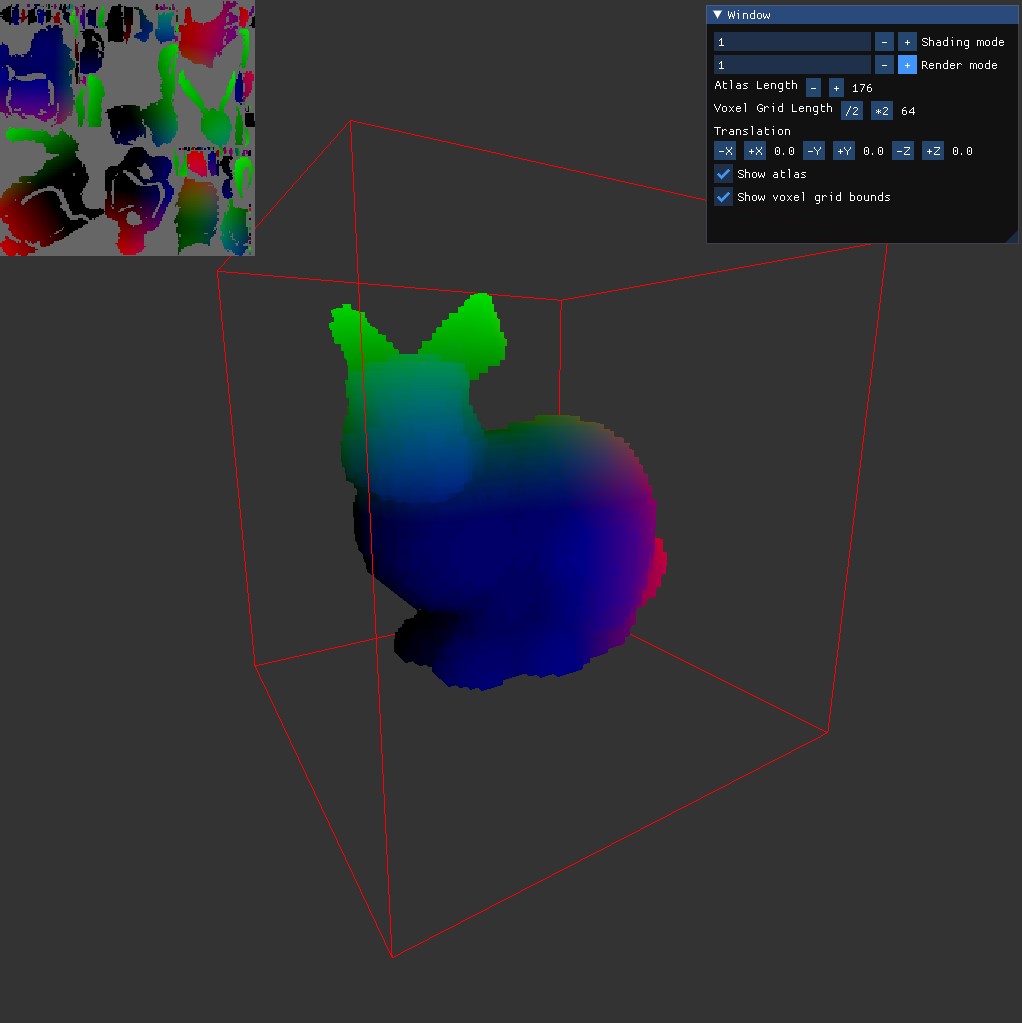 ▼ Window
1 - + Shading mode
1 - + Render mode
Atlas Length - + 176
Voxel Grid Length /2 *2 64
Translation
-X +X 0.0 -Y +Y 0.0 -Z +Z 0.0
Show atlas
Show voxel grid bounds